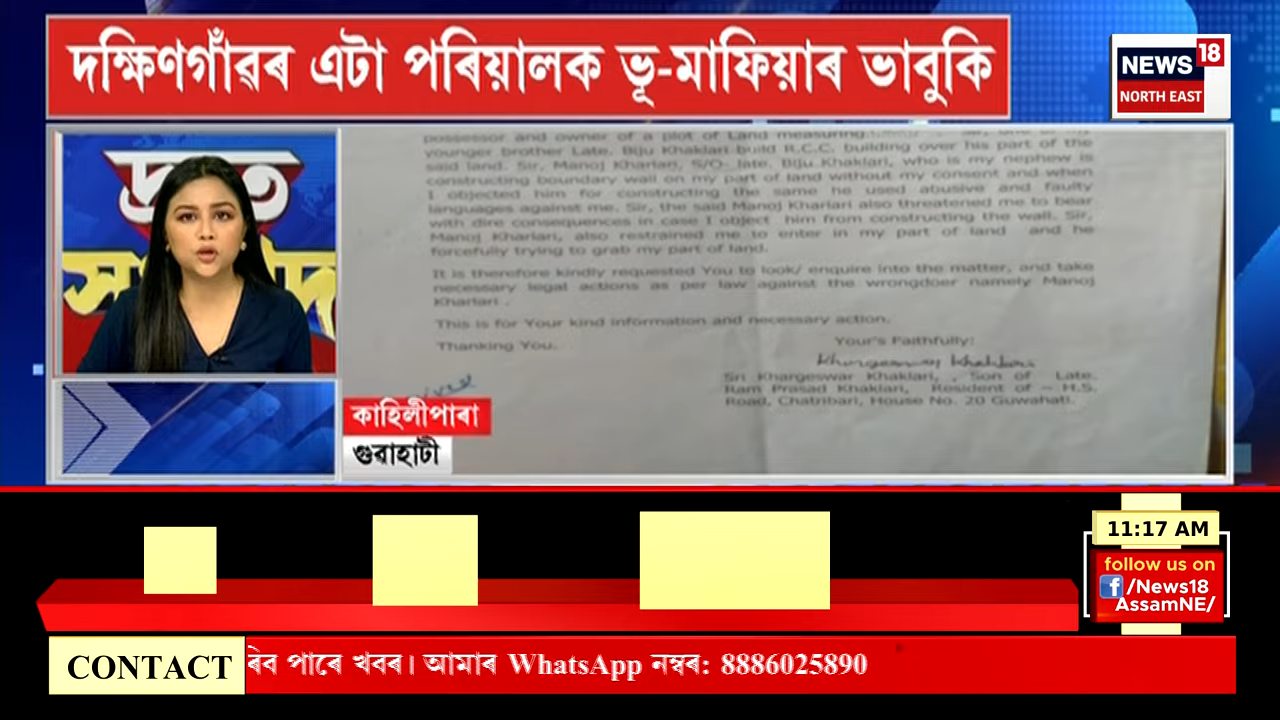 দক্ষিণগাঁৱৰ এটা পৰিয়ালক ভূ-মাফিয়াৰ ভাবুকি
NEWS 18
NORTH EAST
দ্ৰুত
possessor and owner of a plot of Land measuring
younger brother Late. Biju Khaklari build R.C.C. building over his part of the
said land. Sir, Manoj Kharlari, S/O- late. Biju Khaklari, who is my nephew is
constructing boundary wall on my part of land without my consent and when
I objected him for constructing the same he used abusive and faulty
languages against me. Sir, the said Manoj Kharlari also threatened me to bear
with dire consequences in case I object him from constructing the wall. Sir,
Manoj Kharlari, also restrained me to enter in my part of land and he
forcefully trying to grab my part of land.
It is therefore kindly requested You to look/ enquire into the matter, and take
necessary legal actions as per law against the wrongdoer namely Manoj
Kharlari .
This is for Your kind information and necessary action.
Thanking You.
Your's Faithfully:
Khargeswar Khaklari
Sri Khargeswar Khaklari, , Son of Late.
Ram Prasad Khaklari, Resident of – H.S.
Road, Chatribari, House No. 20 Guwahati.
কাহিলীপাৰা
গুৱাহাটী
11:17 AM
follow us on
f/News18
AssamNE/
CONTACT
ৰিব পাৰে খবৰ। আমাৰ WhatsApp নম্বৰ: 8886025890